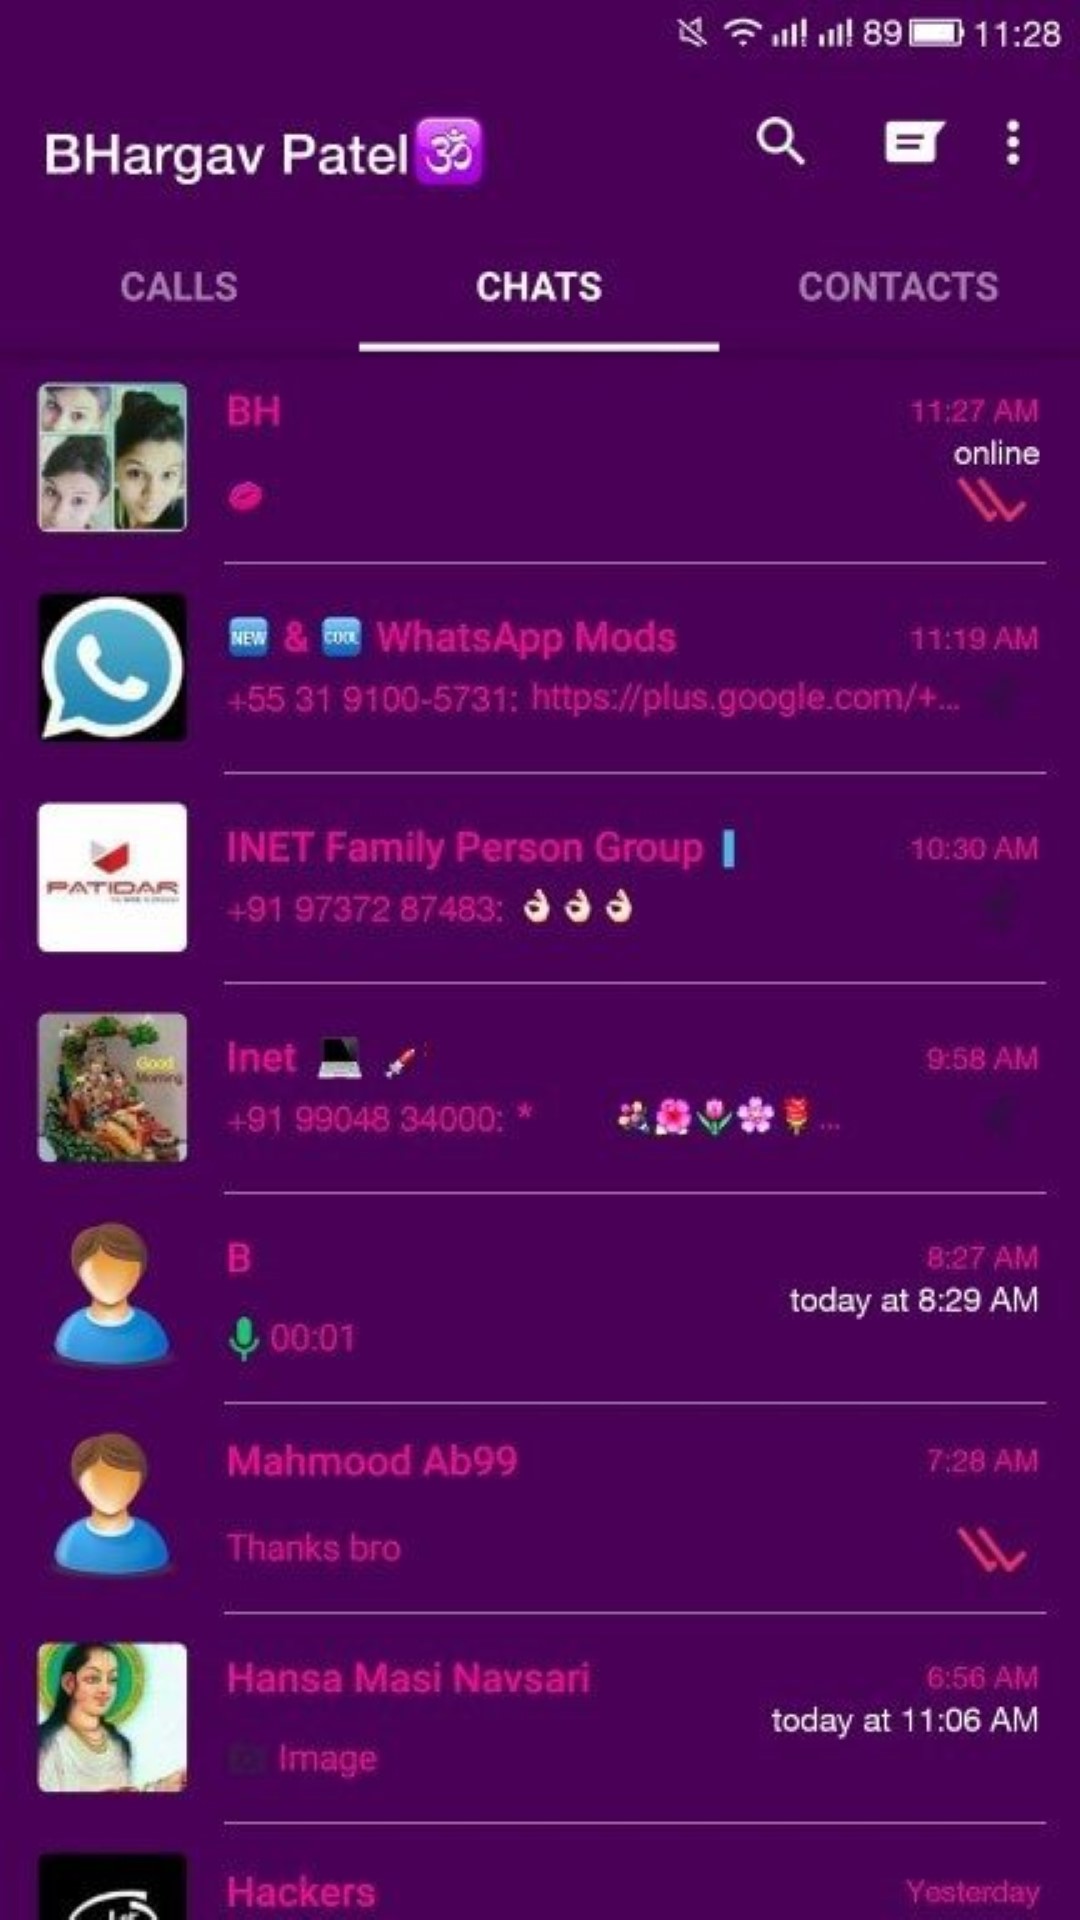 89 11:28
BHargav Patel🕉
CALLS CHATS CONTACTS
BH 11:27 AM
online
💋
🆕 & 🆒 WhatsApp Mods 11:19 AM
+55 31 9100-5731: https://plus.google.com/+...
PATIDAR
INET Family Person Group 10:30 AM
+91 97372 87483: 👌🏻👌🏻👌🏻
Good
Morning
Inet 💻 9:58 AM
+91 99048 34000: * 💐🌺🌷🌸🌹...
B 8:27 AM
today at 8:29 AM
00:01
Mahmood Ab99 7:28 AM
Thanks bro
Hansa Masi Navsari 6:56 AM
today at 11:06 AM
Image
Hackers Yesterday